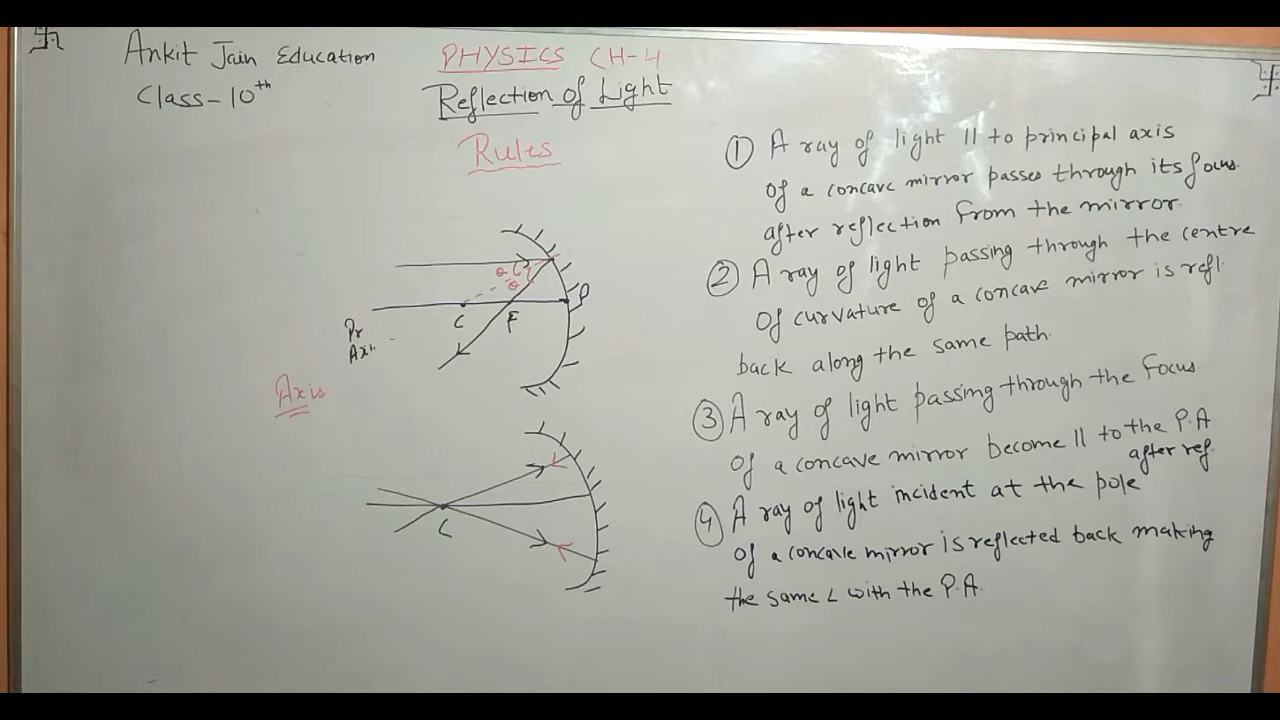 Ankit Jain Education
Class-10th
PHYSICS CH-4
Reflection of Light
Rules
① A ray of light || to principal axis
of a concave mirror passes through its focus.
after reflection from the mirror.
② A ray of light passing through the centre
of curvature of a concave mirror is refl.
back along the same path.
③ A ray of light passing through the focus
of a concave mirror become || to the P.A
after ref.
④ A ray of light incident at the pole
of a concave mirror is reflected back making
the same ∠ with the P.A.
θ
θ
C
F
P
Pr
Axi
Axis
C